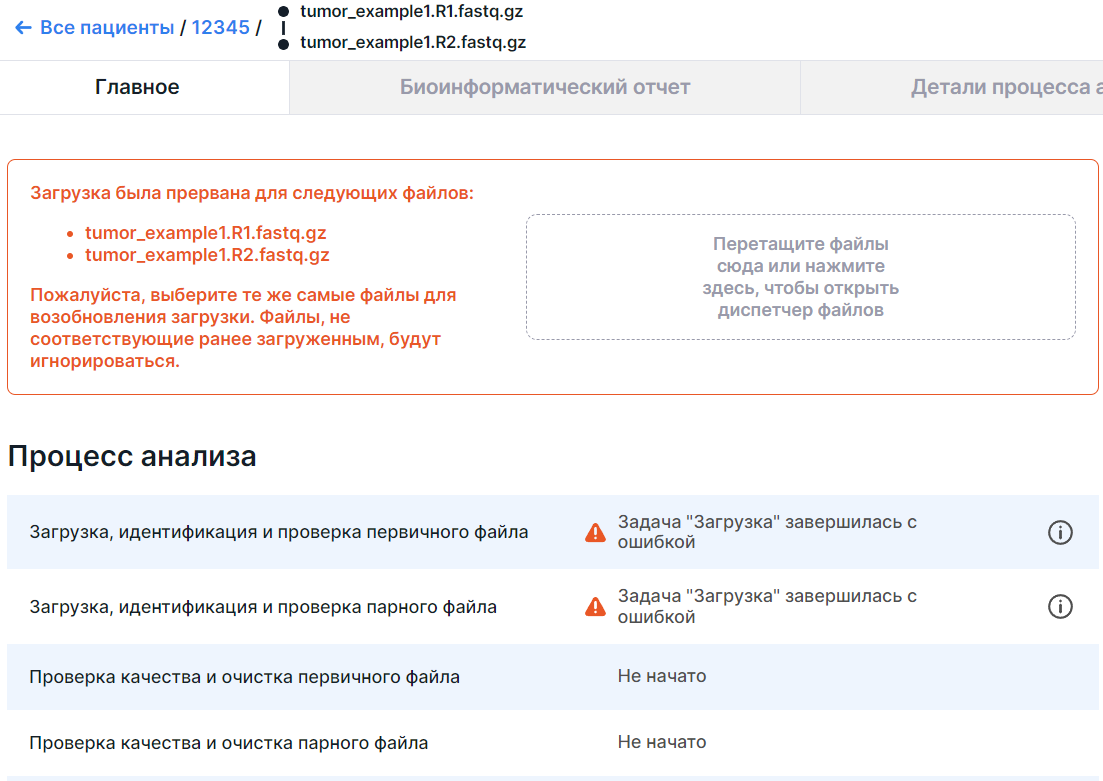 ← Все пациенты / 12345 /
tumor_example1.R1.fastq.gz
tumor_example1.R2.fastq.gz
Главное
Биоинформатический отчет
Детали процесса а
Загрузка была прервана для следующих файлов:
• tumor_example1.R1.fastq.gz
• tumor_example1.R2.fastq.gz
Пожалуйста, выберите те же самые файлы для
возобновления загрузки. Файлы, не
соответствующие ранее загруженным, будут
игнорироваться.
Перетащите файлы
сюда или нажмите
здесь, чтобы открыть
диспетчер файлов
Процесс анализа
Загрузка, идентификация и проверка первичного файла
Задача "Загрузка" завершилась с
ошибкой
Загрузка, идентификация и проверка парного файла
Задача "Загрузка" завершилась с
ошибкой
Проверка качества и очистка первичного файла
Не начато
Проверка качества и очистка парного файла
Не начато